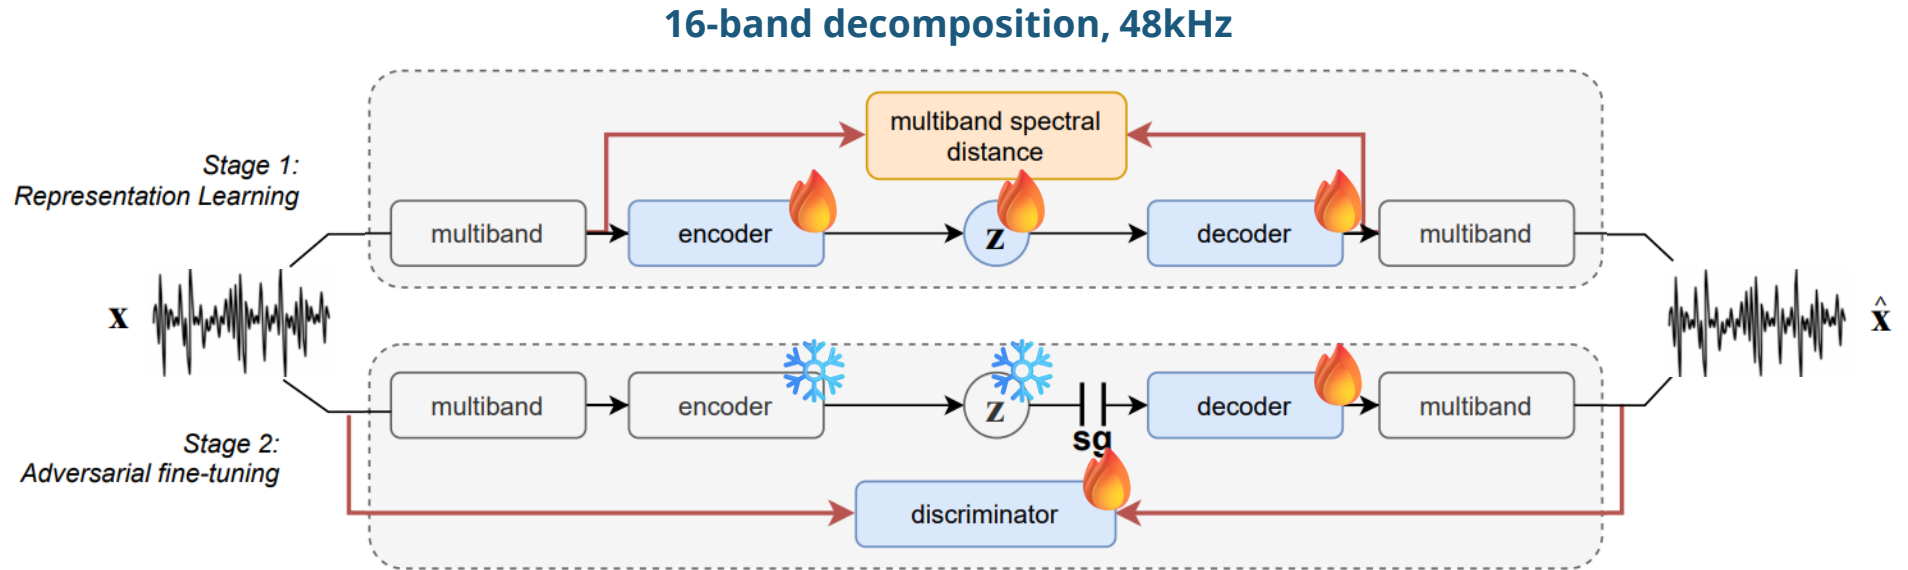 16-band decomposition, 48kHz
multiband spectral
distance
Stage 1:
Representation Learning
multiband
encoder
z
decoder
multiband
x
x̂
multiband
encoder
z
sg
decoder
multiband
Stage 2:
Adversarial fine-tuning
discriminator